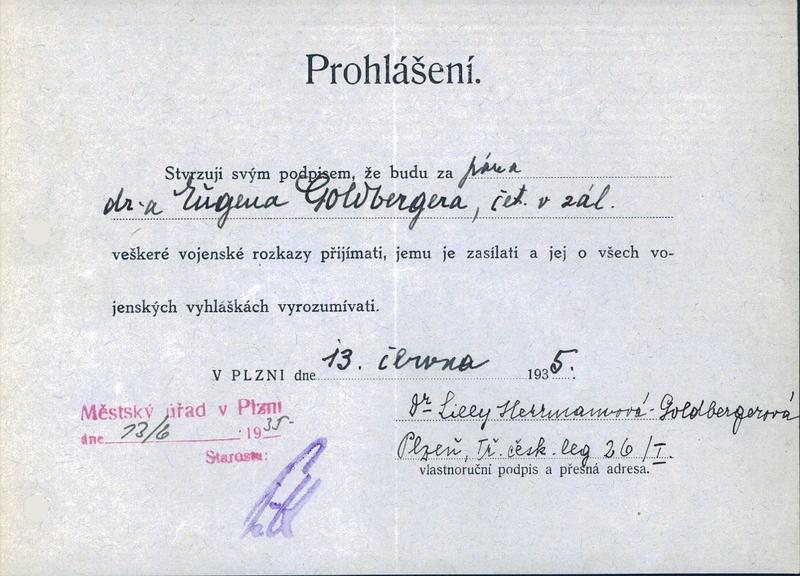 Prohlášení.
Stvrzuji svým podpisem, že budu za pána
dr-a Eugena Goldbergera, čet. v zál.
veškeré vojenské rozkazy přijímati, jemu je zasílati a jej o všech vo-
jenských vyhláškách vyrozumívati.
V PLZNI dne 13. června 1935.
Městský úřad v Plzni
dne 13/6 1935-
Starosta:
Dr Lilly Herrmannová-Goldbergerová
Plzeň, Tř. česk. leg 26/I.
vlastnoruční podpis a přesná adresa.